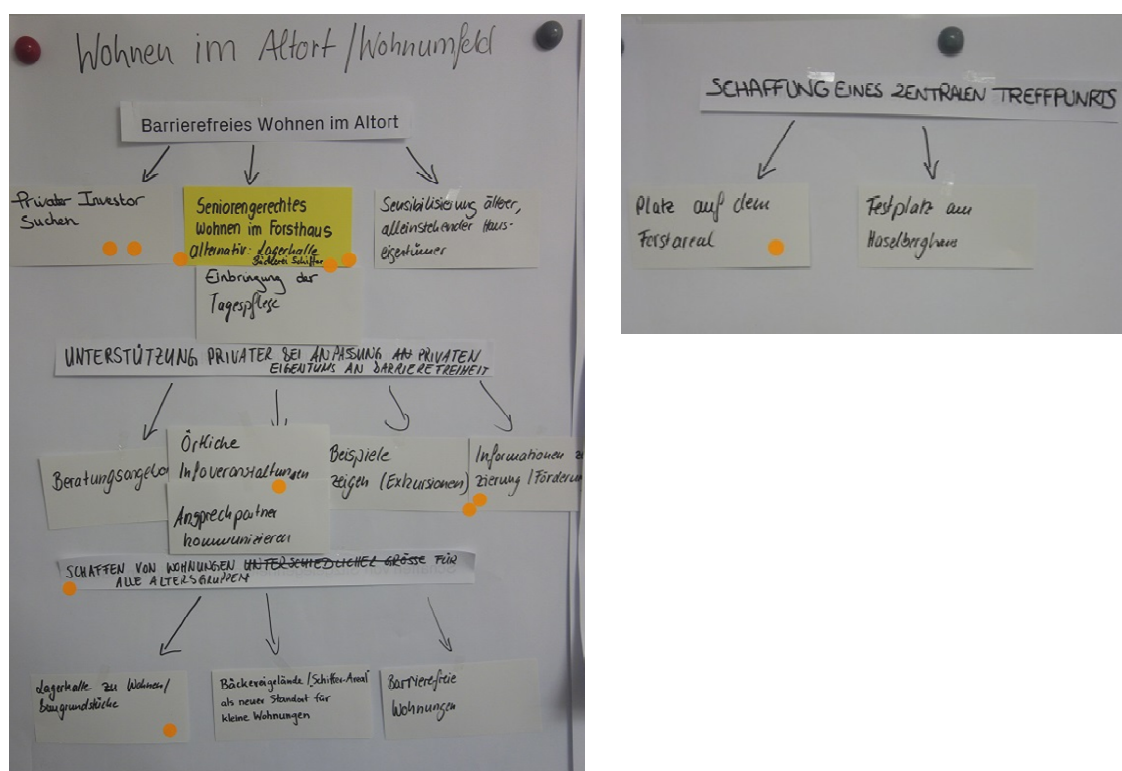 Wohnen im Altort / Wohnumfeld
Barrierefreies Wohnen im Altort
Privater Investor
Suchen
Seniorengerechtes
Wohnen im Forsthaus
alternativ: Lagerhalle
Bäckerei Schiffer
Einbringung der
Tagespflege
Sensibilisierung älterer,
alleinstehender Haus-
eigentümer
UNTERSTÜTZUNG PRIVATER BEI ANPASSUNG AN PRIVATEN
EIGENTUMS AN BARRIEREFREIHEIT
Beratungsangebo
Örtliche
Infoveranstaltungen
Ansprechpartner
kommunizieren
Beispiele
zeigen (Exkursionen)
Informationen z
zierung / Förderun
SCHAFFEN VON WOHNUNGEN UNTERSCHIEDLICHER GRÖSSE FÜR
ALLE ALTERSGRUPPEN
Lagerhalle zu Wohnen/
Baugrundstücke
Bäckereigelände / "Schiffer-Areal"
als neuer Standort für
kleine Wohnungen
Barrierefreie
Wohnungen
SCHAFFUNG EINES ZENTRALEN TREFFPUNKTS
Platz auf dem
Forstareal
Festplatz am
Haselberghaus